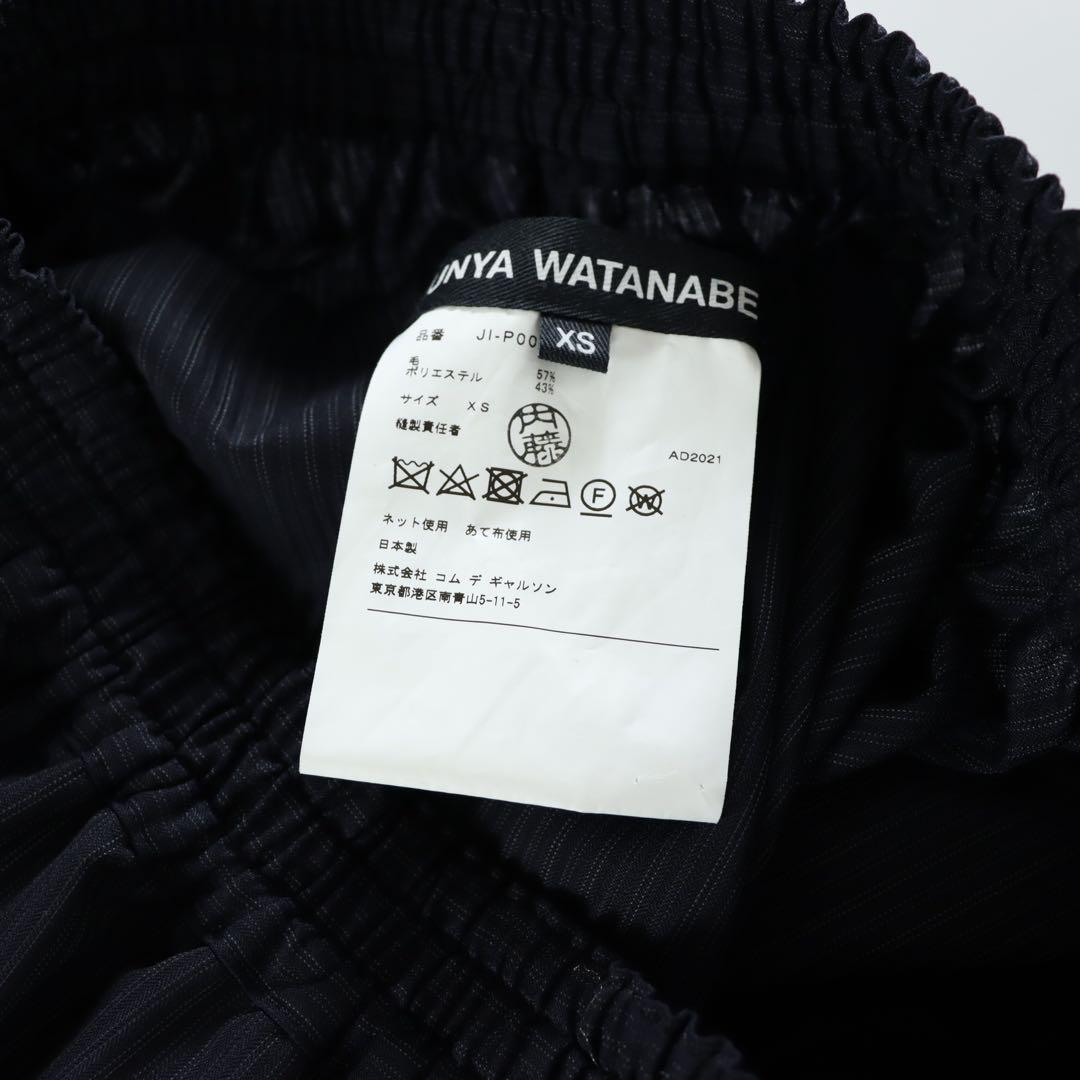 UNYA WATANABE
XS
品番 JI-P00
毛 57%
ポリエステル 43%
サイズ XS
縫製責任者 内藤
AD2021
F W
ネット使用 あて布使用
日本製
株式会社 コム デ ギャルソン
東京都港区南青山5-11-5